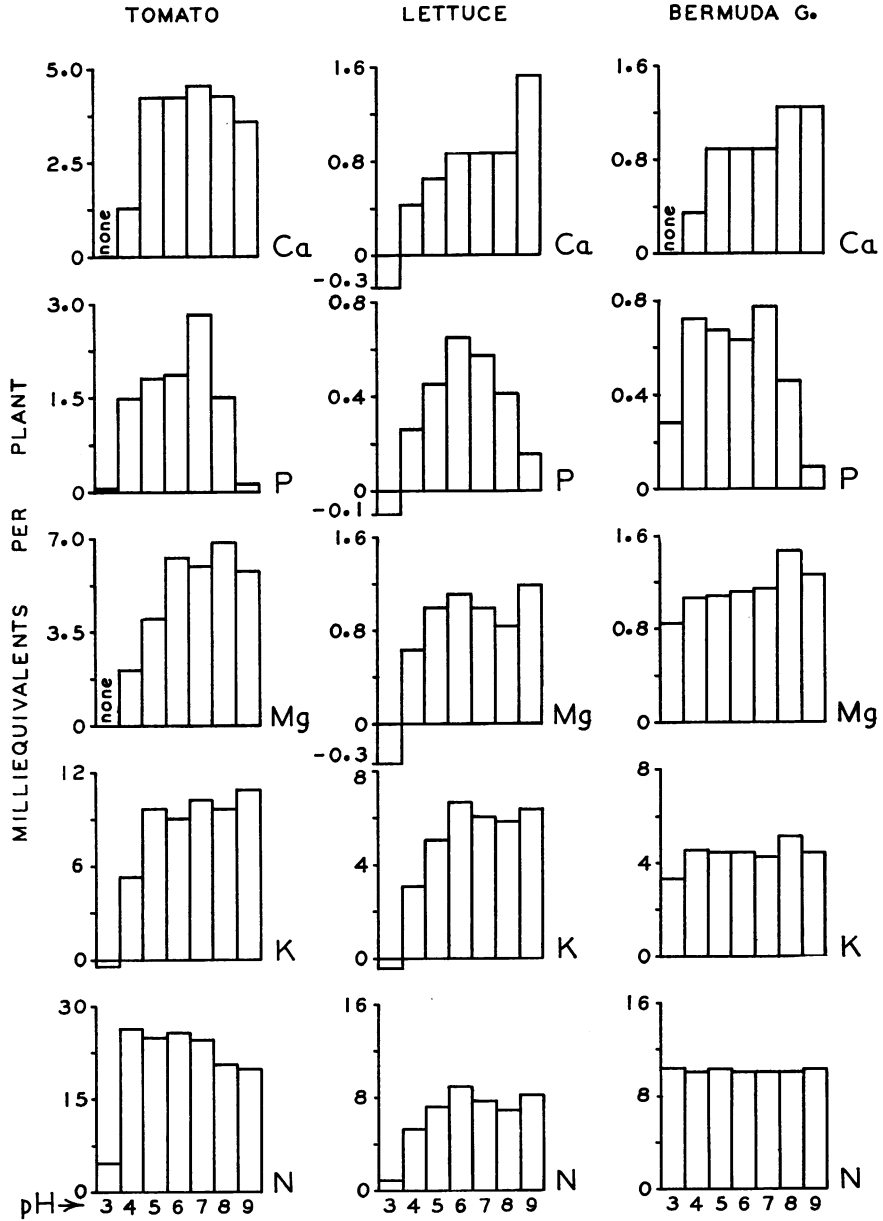 TOMATO LETTUCE BERMUDA G.
MILLIEQUIVALENTS PER PLANT
5.0
2.5
0
none
Ca
1.6
0.8
0
-0.3
Ca
1.6
0.8
0
none
Ca
3.0
1.5
0
P
0.8
0.4
0
-0.1
P
0.8
0.4
0
P
7.0
3.5
0
none
Mg
1.6
0.8
0
-0.3
Mg
1.6
0.8
0
Mg
12
6
0
K
8
4
0
K
8
4
0
K
30
15
0
N
16
8
0
N
16
8
0
N
pH→ 3 4 5 6 7 8 9 3 4 5 6 7 8 9 3 4 5 6 7 8 9